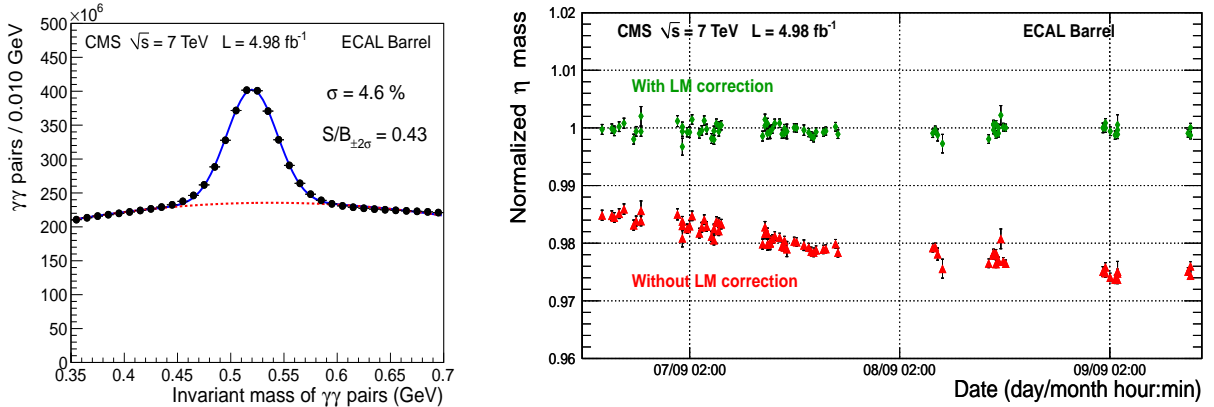 ×10⁶
CMS √s = 7 TeV L = 4.98 fb⁻¹ ECAL Barrel
σ = 4.6 %
S/B±2σ = 0.43
γγ pairs / 0.010 GeV
500
450
400
350
300
250
200
150
100
50
0
0.35 0.4 0.45 0.5 0.55 0.6 0.65 0.7
Invariant mass of γγ pairs (GeV)
CMS √s = 7 TeV L = 4.98 fb⁻¹ ECAL Barrel
With LM correction
Without LM correction
Normalized η mass
1.02
1.01
1
0.99
0.98
0.97
0.96
07/09 02:00 08/09 02:00 09/09 02:00
Date (day/month hour:min)